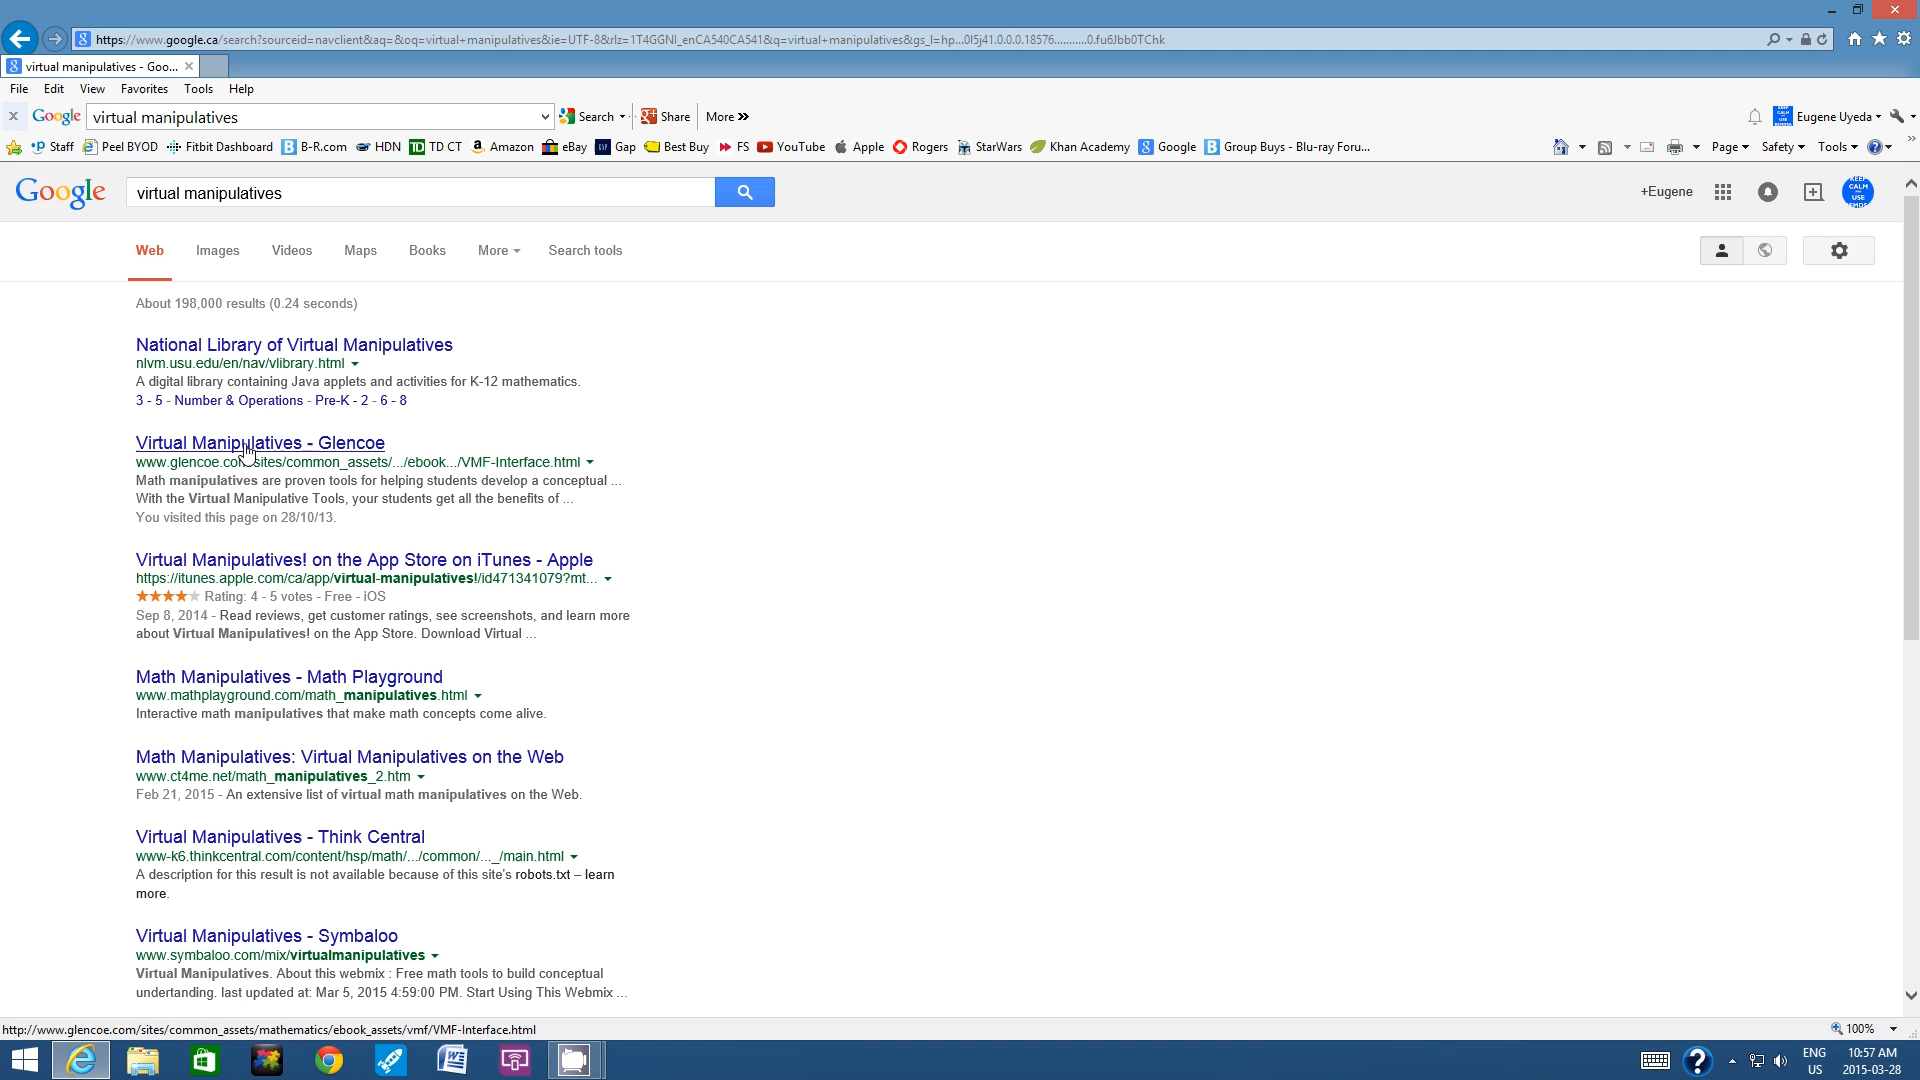 https://www.google.ca/search?sourceid=navclient&aq=&oq=virtual+manipulatives&ie=UTF-8&rlz=1T4GGNI_enCA540CA541&q=virtual+manipulatives&gs_l=hp...0l5j41.0.0.0.18576...........0.fu6Jbb0TChk
virtual manipulatives - Goo...
File Edit View Favorites Tools Help
Google virtual manipulatives Search Share More »
Eugene Uyeda
Staff Peel BYOD Fitbit Dashboard B-R.com HDN TD CT Amazon eBay Gap Best Buy FS YouTube Apple Rogers StarWars Khan Academy Google Group Buys - Blu-ray Foru...
Page Safety Tools
Google virtual manipulatives
+Eugene
KEEP CALM AND USE
Web Images Videos Maps Books More Search tools
About 198,000 results (0.24 seconds)
National Library of Virtual Manipulatives
nlvm.usu.edu/en/nav/vlibrary.html
A digital library containing Java applets and activities for K-12 mathematics.
3 - 5 - Number & Operations - Pre-K - 2 - 6 - 8
Virtual Manipulatives - Glencoe
www.glencoe.com/sites/common_assets/.../ebook.../VMF-Interface.html
Math manipulatives are proven tools for helping students develop a conceptual ...
With the Virtual Manipulative Tools, your students get all the benefits of ...
You visited this page on 28/10/13.
Virtual Manipulatives! on the App Store on iTunes - Apple
https://itunes.apple.com/ca/app/virtual-manipulatives!/id471341079?mt...
Rating: 4 - 5 votes - Free - iOS
Sep 8, 2014 - Read reviews, get customer ratings, see screenshots, and learn more
about Virtual Manipulatives! on the App Store. Download Virtual ...
Math Manipulatives - Math Playground
www.mathplayground.com/math_manipulatives.html
Interactive math manipulatives that make math concepts come alive.
Math Manipulatives: Virtual Manipulatives on the Web
www.ct4me.net/math_manipulatives_2.htm
Feb 21, 2015 - An extensive list of virtual math manipulatives on the Web.
Virtual Manipulatives - Think Central
www-k6.thinkcentral.com/content/hsp/math/.../common/..._/main.html
A description for this result is not available because of this site's robots.txt – learn
more.
Virtual Manipulatives - Symbaloo
www.symbaloo.com/mix/virtualmanipulatives
Virtual Manipulatives. About this webmix : Free math tools to build conceptual
undertanding. last updated at: Mar 5, 2015 4:59:00 PM. Start Using This Webmix ...
http://www.glencoe.com/sites/common_assets/mathematics/ebook_assets/vmf/VMF-Interface.html
100%
ENG 10:57 AM
US 2015-03-28